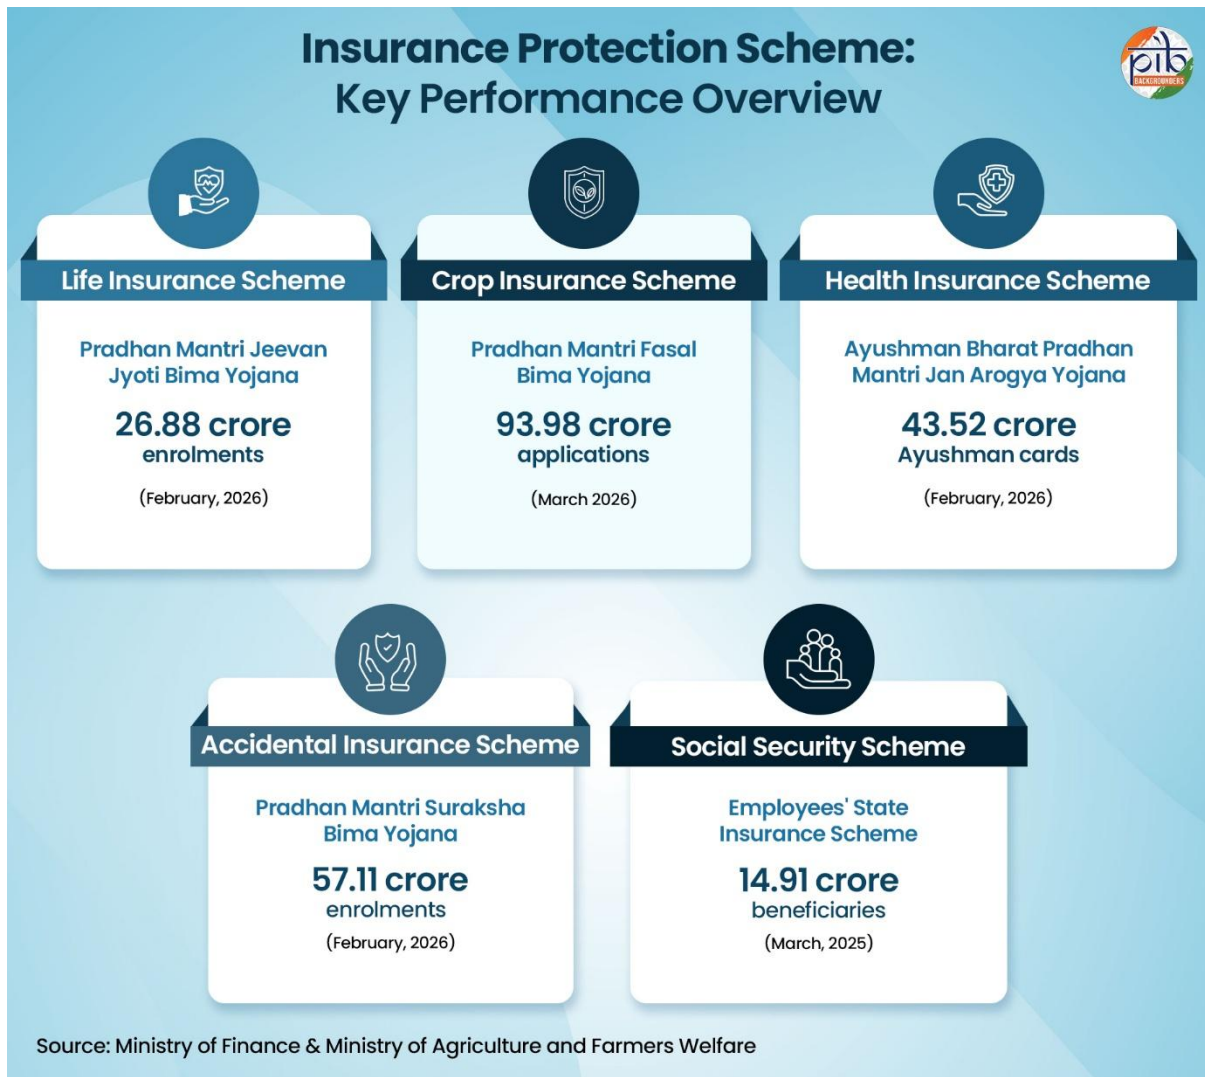 Insurance Protection Scheme:
Key Performance Overview
pib
BACKGROUNDERS
Life Insurance Scheme
Pradhan Mantri Jeevan
Jyoti Bima Yojana
26.88 crore
enrolments
(February, 2026)
Crop Insurance Scheme
Pradhan Mantri Fasal
Bima Yojana
93.98 crore
applications
(March 2026)
Health Insurance Scheme
Ayushman Bharat Pradhan
Mantri Jan Arogya Yojana
43.52 crore
Ayushman cards
(February, 2026)
Accidental Insurance Scheme
Pradhan Mantri Suraksha
Bima Yojana
57.11 crore
enrolments
(February, 2026)
Social Security Scheme
Employees' State
Insurance Scheme
14.91 crore
beneficiaries
(March, 2025)
Source: Ministry of Finance & Ministry of Agriculture and Farmers Welfare